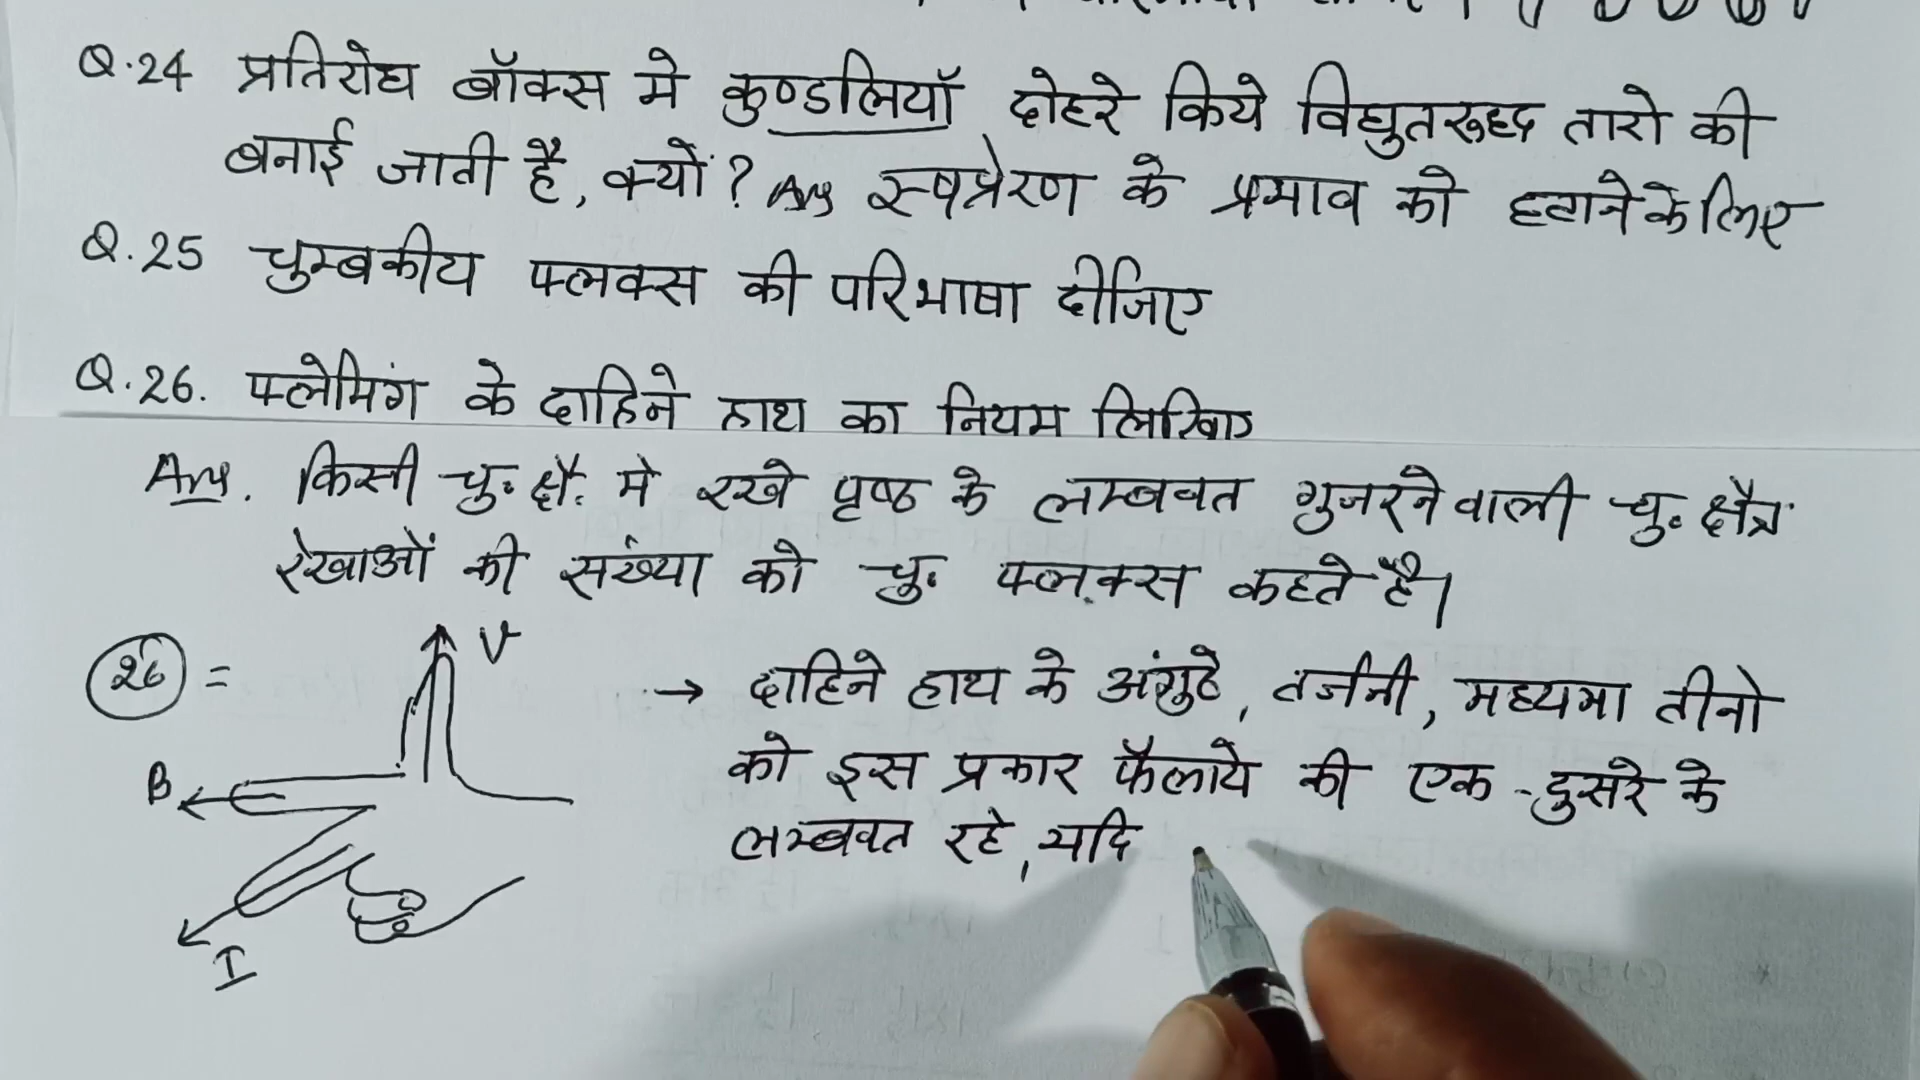 Q.24 प्रतिरोध बॉक्स मे कुण्डलियाँ दोहरे किये विधुतरुद्ध तारो की
बनाई जाती है, क्यों? Ans स्वप्रेरण के प्रभाव को हटाने के लिए
Q.25 चुम्बकीय फ्लक्स की परिभाषा दीजिए
Q.26. फ्लेमिंग के दाहिने हाथ का नियम लिखिए
Ans. किसी चु. क्षै. मे रखे पृष्ठ के लम्बवत गुजरने वाली चु. क्षैत्र
रेखाओं की संख्या को चु. फ्लक्स कहते है।
26 =
V
B
I
→ दाहिने हाथ के अंगुठे, तर्जनी, मध्यमा तीनो
को इस प्रकार फैलाये की एक-दुसरे के
लम्बवत रहे, यदि